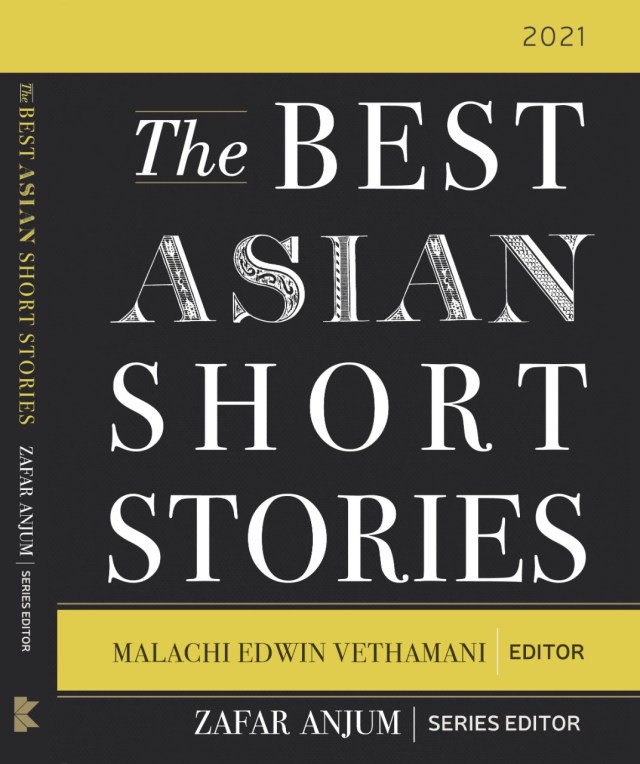 2021
The BEST
ASIAN
SHORT
STORIES
MALACHI EDWIN VETHAMANI | EDITOR
ZAFAR ANJUM | SERIES EDITOR
The BEST ASIAN SHORT STORIES ZAFAR ANJUM | SERIES EDITOR